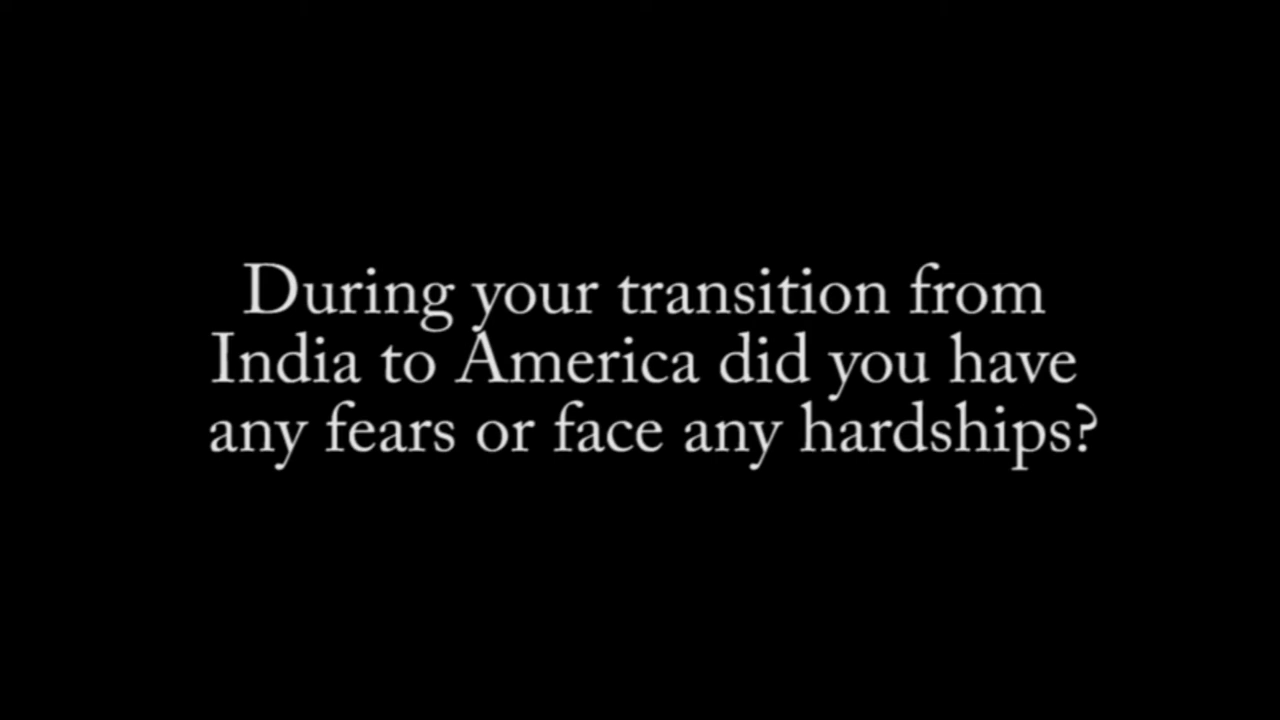 During your transition from
India to America did you have
any fears or face any hardships?